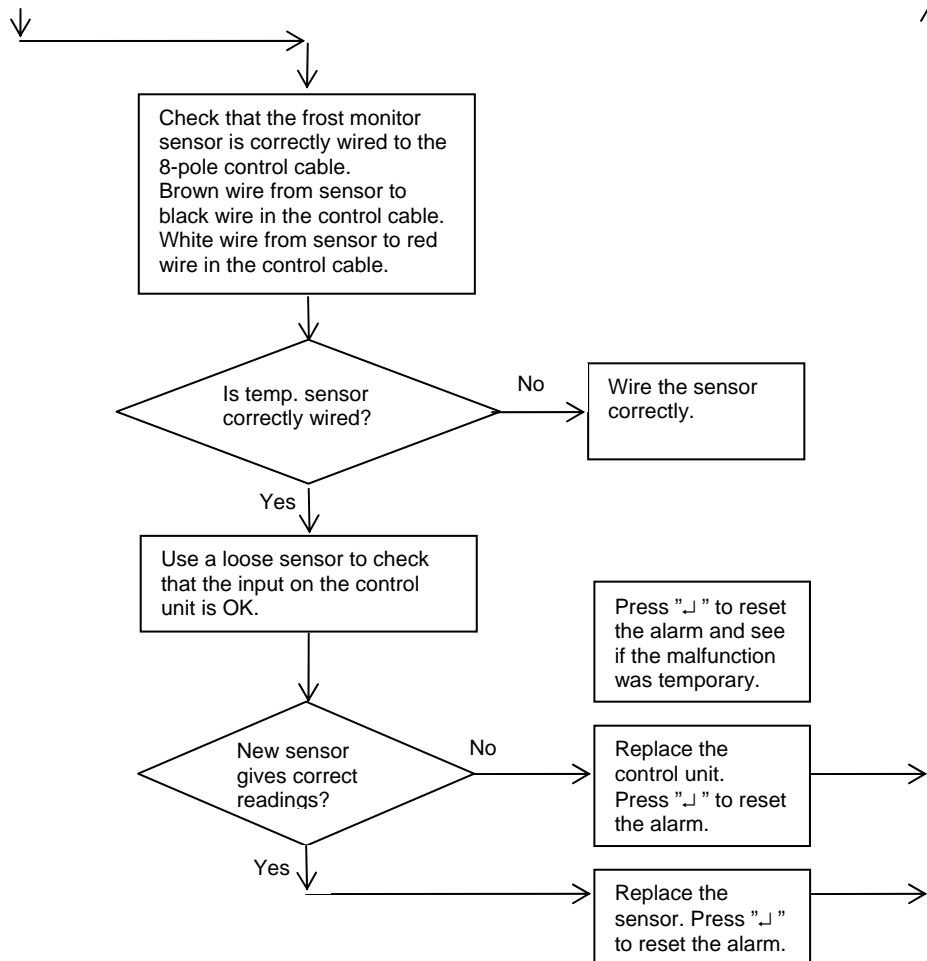 Check that the frost monitor
sensor is correctly wired to the
8-pole control cable.
Brown wire from sensor to
black wire in the control cable.
White wire from sensor to red
wire in the control cable.
Is temp. sensor
correctly wired?
No
Wire the sensor
correctly.
Yes
Use a loose sensor to check
that the input on the control
unit is OK.
Press ”↵ ” to reset
the alarm and see
if the malfunction
was temporary.
New sensor
gives correct
readings?
No
Replace the
control unit.
Press ”↵ ” to reset
the alarm.
Yes
Replace the
sensor. Press ”↵ ”
to reset the alarm.